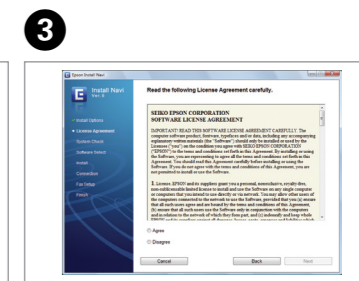 3
Epson Install Navi
Install Navi
Ver. 3
Read the following License Agreement carefully.
Install Options
License Agreement
System Check
Software Select
Install
Connection
Fax Setup
Finish
SEIKO EPSON CORPORATION
SOFTWARE LICENSE AGREEMENT
IMPORTANT! READ THIS SOFTWARE LICENSE AGREEMENT CAREFULLY. The
computer software product, fontware, typefaces and/or data, including any accompanying
explanatory written materials (the "Software") should only be installed or used by the
Licensee ("you") on the condition you agree with SEIKO EPSON CORPORATION
("EPSON") to the terms and conditions set forth in this Agreement. By installing or using
the Software, you are representing to agree all the terms and conditions set forth in this
Agreement. You should read this Agreement carefully before installing or using the
Software. If you do not agree with the terms and conditions of this Agreement, you are
not permitted to install or use the Software.
1. License. EPSON and its suppliers grant you a personal, nonexclusive, royalty-free,
non-sublicensable limited license to install and use the Software on any single computer
or computers that you intend to use directly or via network. You may allow other users of
the computers connected to the network to use the Software, provided that you (a) ensure
that all such users agree and are bound by the terms and conditions of this Agreement,
(b) ensure that all such users use the Software only in conjunction with the computers
and in relation to the network of which they form part, and (c) indemnify and keep whole
Agree
Disagree
Cancel
Back
Next